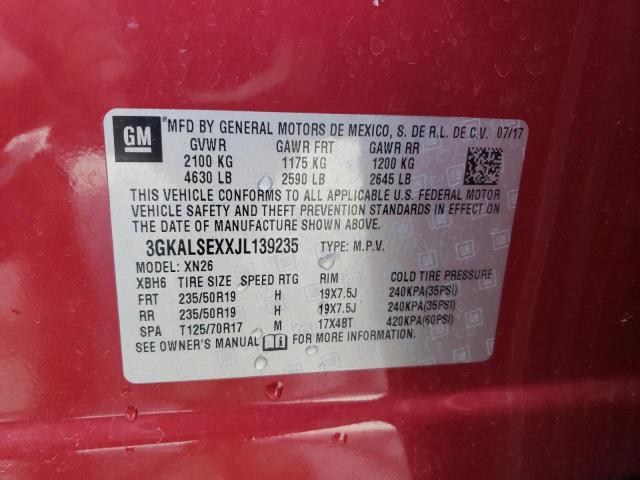 GM *MFD BY GENERAL MOTORS DE MEXICO, S. DE R.L. DE C.V. 07/17
GVWR GAWR FRT GAWR RR
2100 KG 1175 KG 1200 KG
4630 LB 2590 LB 2645 LB
THIS VEHICLE CONFORMS TO ALL APPLICABLE U.S. FEDERAL MOTOR
VEHICLE SAFETY AND THEFT PREVENTION STANDARDS IN EFFECT ON
THE DATE OF MANUFACTURE SHOWN ABOVE.
3GKALSEXXJL139235 TYPE: M.P.V.
MODEL: XN26
XBH6 TIRE SIZE SPEED RTG RIM COLD TIRE PRESSURE
FRT 235/50R19 H 19X7.5J 240KPA(35PSI)
RR 235/50R19 H 19X7.5J 240KPA(35PSI)
SPA T125/70R17 M 17X4BT 420KPA(60PSI)
SEE OWNER'S MANUAL FOR MORE INFORMATION.